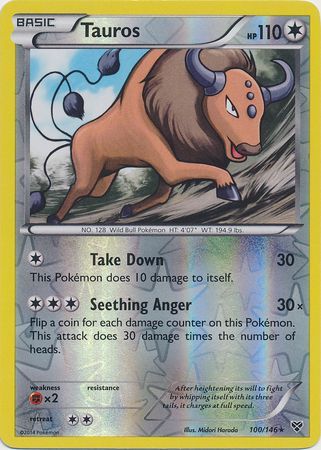 BASIC
Tauros
HP110
NO. 128 Wild Bull Pokémon HT: 4'07" WT: 194.9 lbs.
Take Down 30
This Pokémon does 10 damage to itself.
Seething Anger 30×
Flip a coin for each damage counter on this Pokémon.
This attack does 30 damage times the number of
heads.
weakness
resistance
×2
retreat
After heightening its will to fight
by whipping itself with its three
tails, it charges at full speed.
©2014 Pokémon
Illus. Midori Harada
100/146★
XY